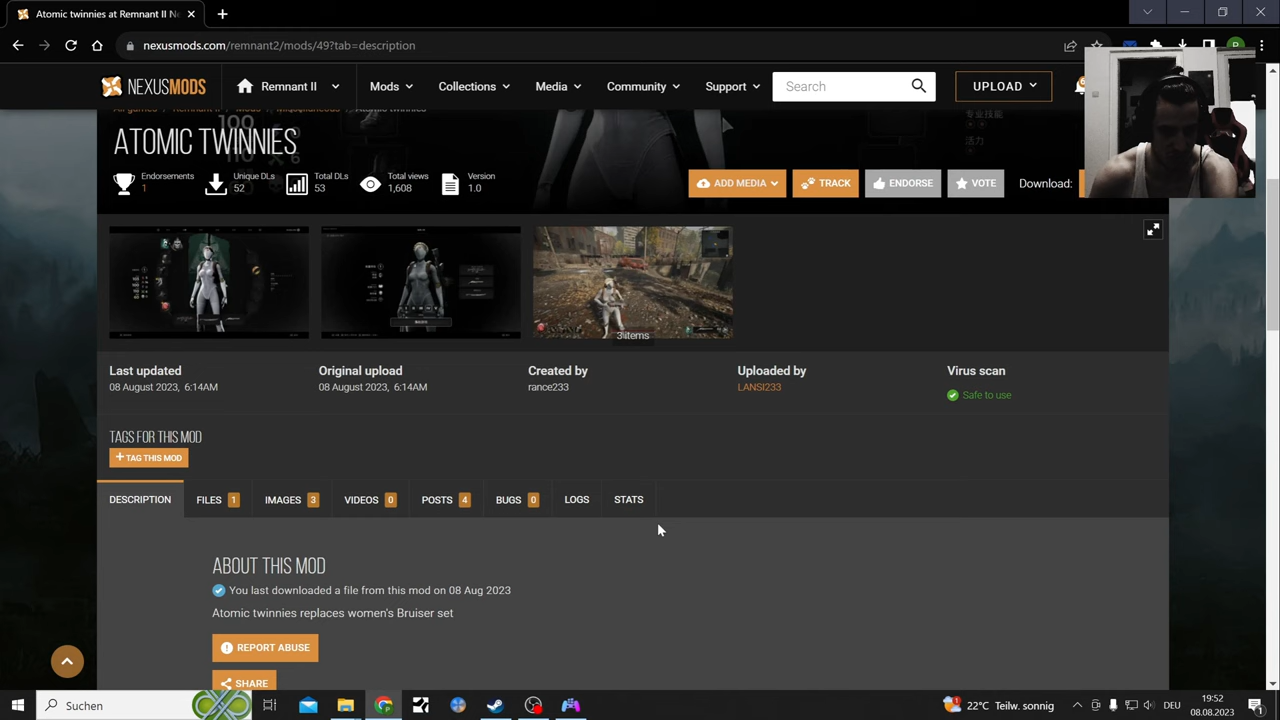 Atomic twinnies at Remnant II Ne
nexusmods.com/remnant2/mods/49?tab=description
NEXUSMODS
Remnant II
Mods
Collections
Media
Community
Support
Search
UPLOAD
ATOMIC TWINNIES
Endorsements
1
Unique DLs
52
Total DLs
53
Total views
1,608
Version
1.0
ADD MEDIA
TRACK
ENDORSE
VOTE
Download:
3 items
Last updated
08 August 2023, 6:14AM
Original upload
08 August 2023, 6:14AM
Created by
rance233
Uploaded by
LANSI233
Virus scan
Safe to use
TAGS FOR THIS MOD
+ TAG THIS MOD
DESCRIPTION
FILES 1
IMAGES 3
VIDEOS 0
POSTS 4
BUGS 0
LOGS
STATS
ABOUT THIS MOD
You last downloaded a file from this mod on 08 Aug 2023
Atomic twinnies replaces women's Bruiser set
REPORT ABUSE
SHARE
Suchen
22°C Teilw. sonnig
DEU
19:52
08.08.2023